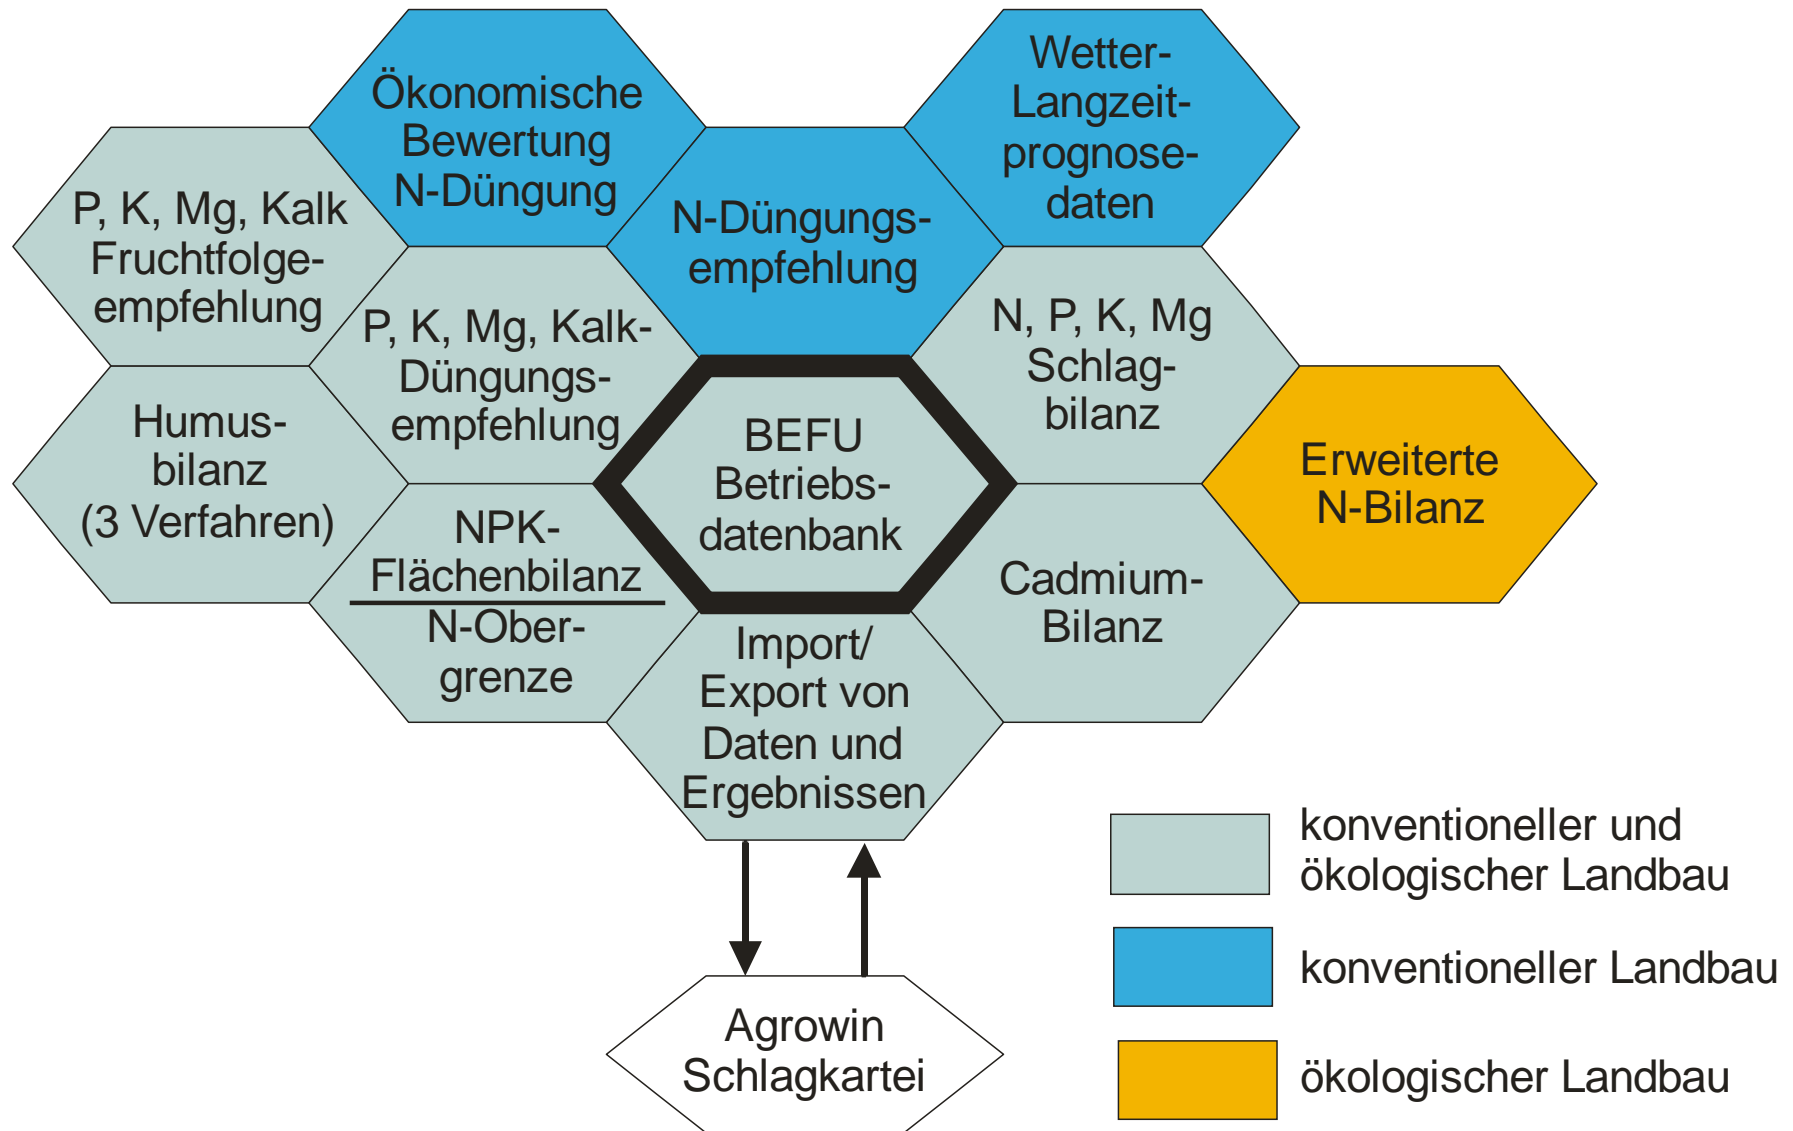 Ökonomische
Bewertung
N-Düngung
Wetter-
Langzeit-
prognose-
daten
P, K, Mg, Kalk
Fruchtfolge-
empfehlung
N-Düngungs-
empfehlung
P, K, Mg, Kalk-
Düngungs-
empfehlung
N, P, K, Mg
Schlag-
bilanz
Humus-
bilanz
(3 Verfahren)
BEFU
Betriebs-
datenbank
Erweiterte
N-Bilanz
NPK-
Flächenbilanz
N-Ober-
grenze
Cadmium-
Bilanz
Import/
Export von
Daten und
Ergebnissen
Agrowin
Schlagkartei
konventioneller und
ökologischer Landbau
konventioneller Landbau
ökologischer Landbau